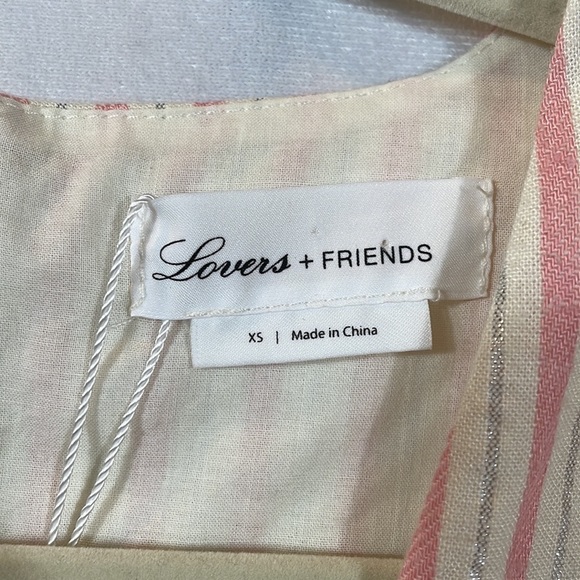 Lovers + FRIENDS
XS | Made in China